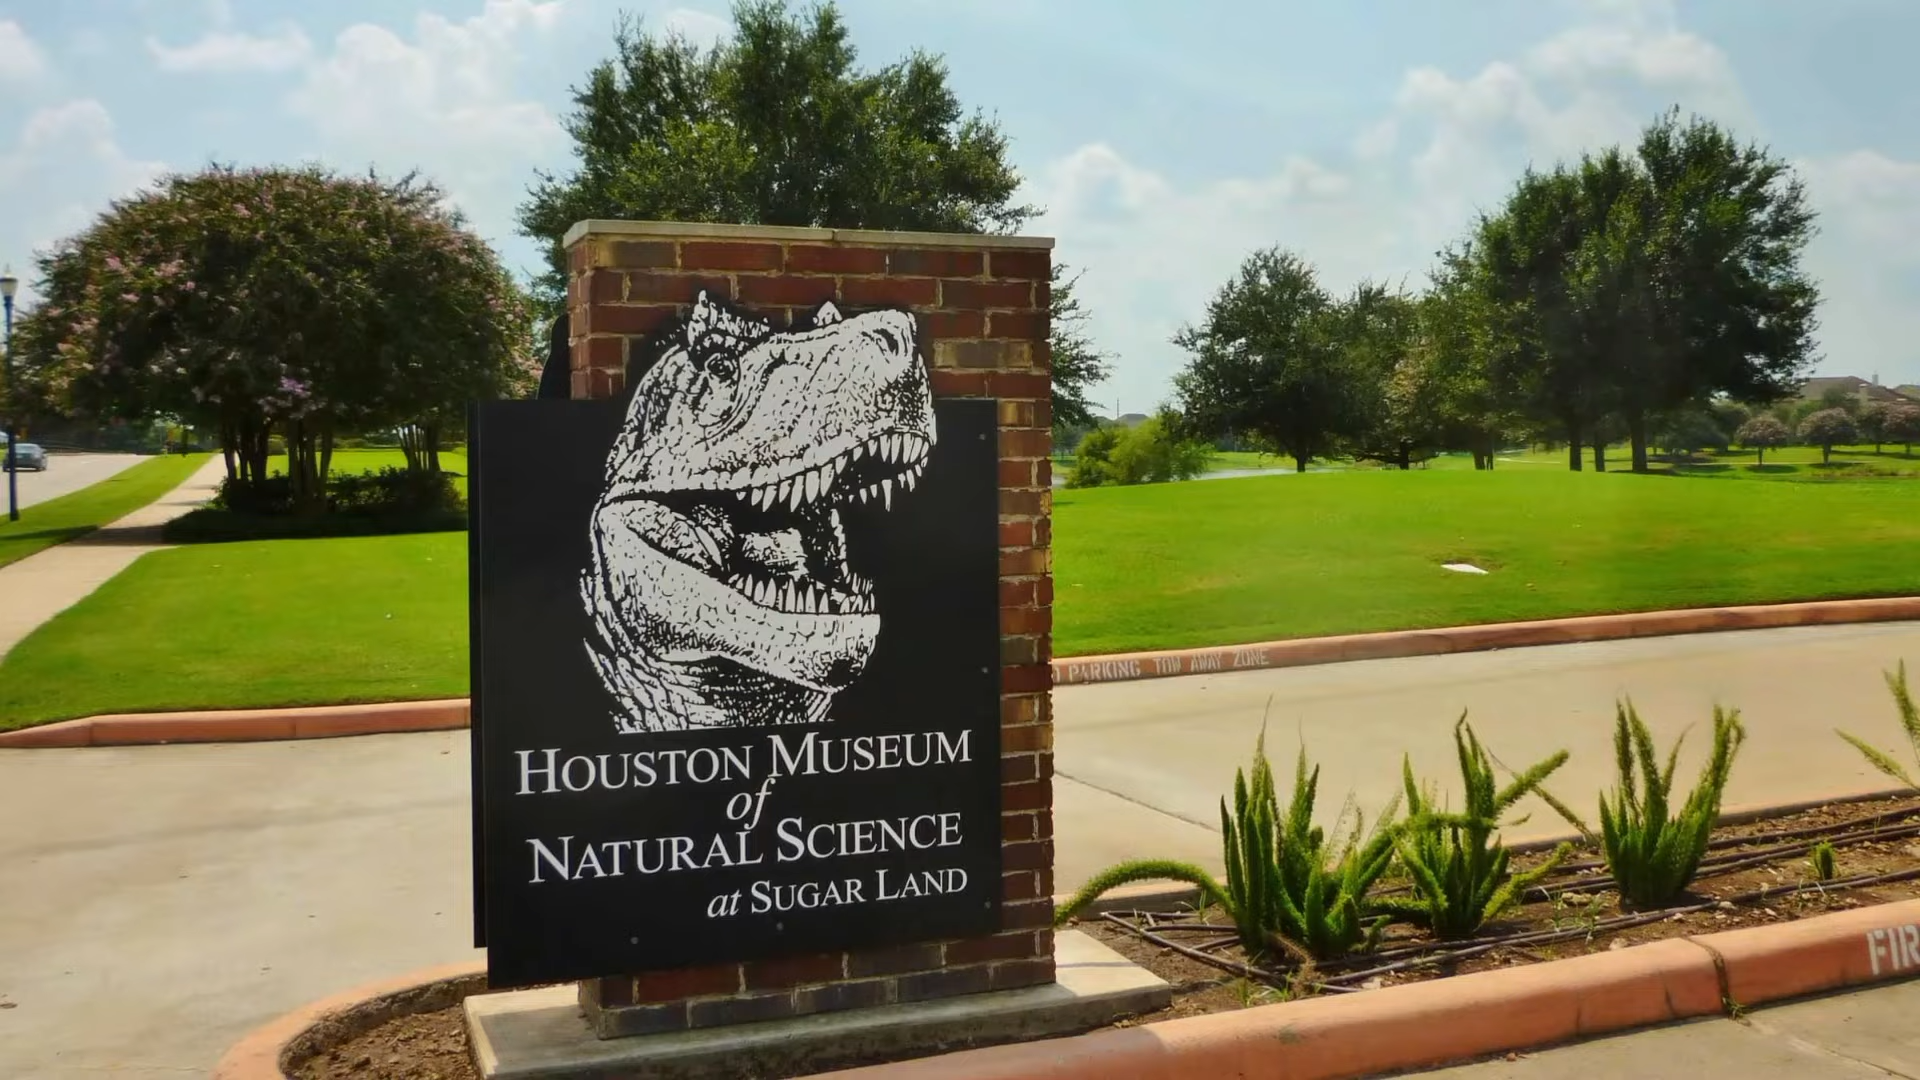 HOUSTON MUSEUM
of
NATURAL SCIENCE
at SUGAR LAND
PARKING TOW AWAY ZONE